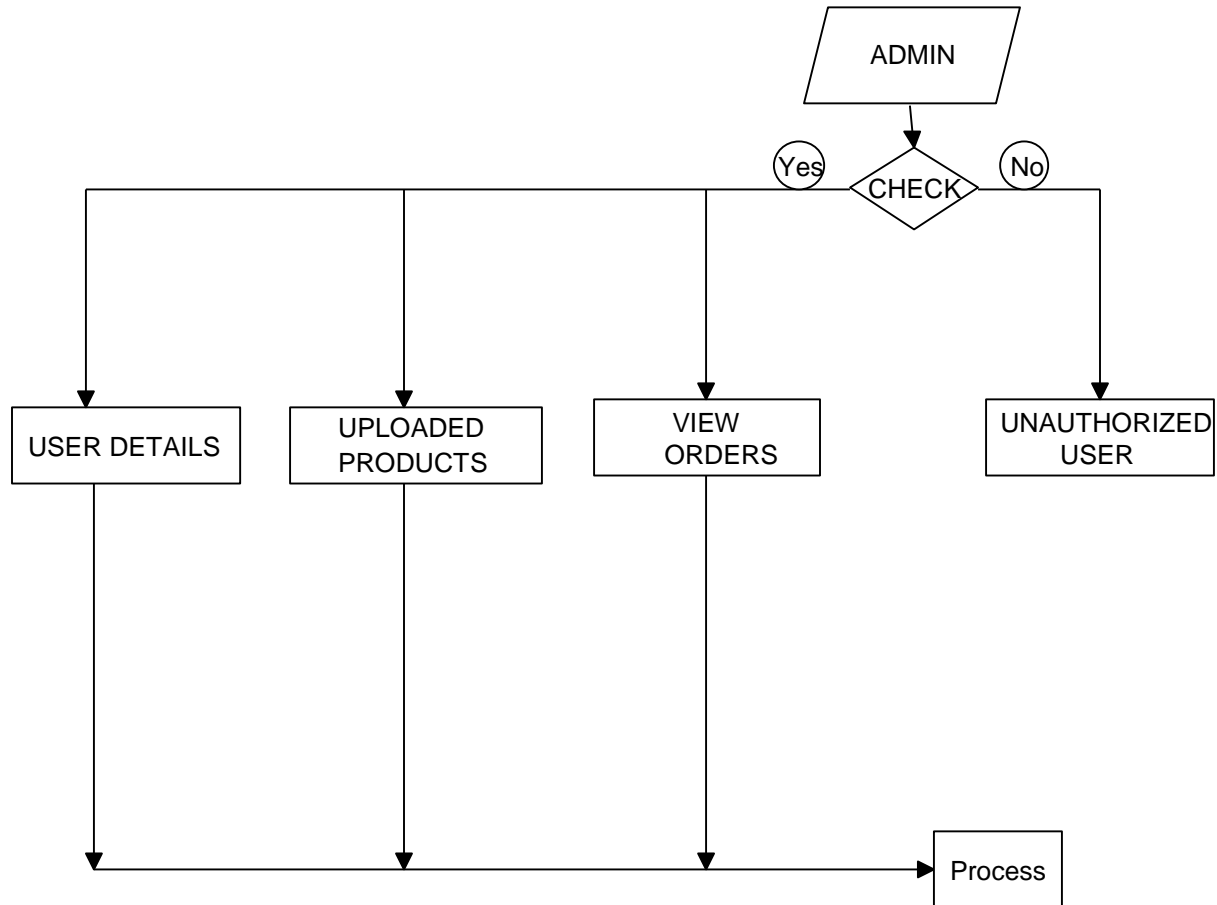 ADMIN
Yes
No
CHECK
USER DETAILS
UPLOADED
PRODUCTS
VIEW
ORDERS
UNAUTHORIZED
USER
Process